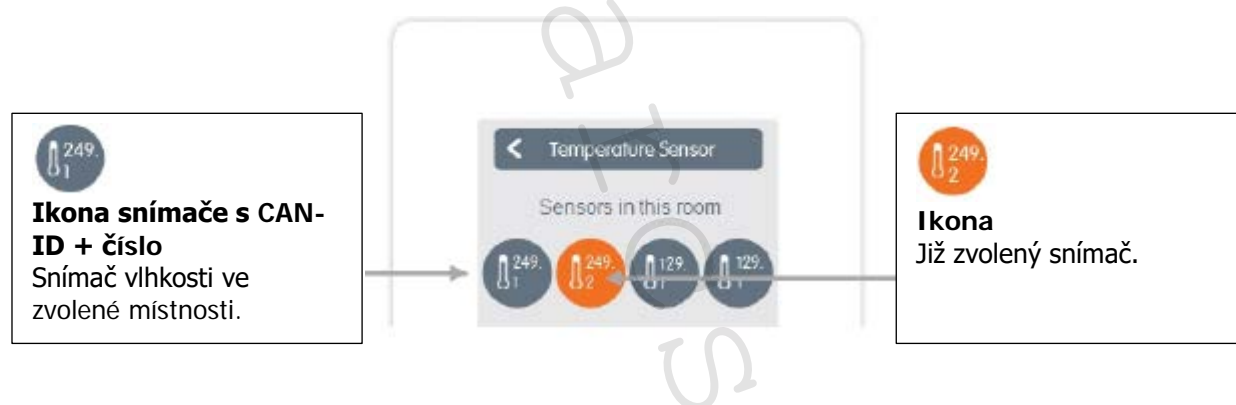 249.
1
Ikona snímače s CAN-
ID + číslo
Snímač vlhkosti ve
zvolené místnosti.
Temperature Sensor
Sensors in this room
249.
1
249.
2
129.
1
129.
1
249.
2
Ikona
Již zvolený snímač.